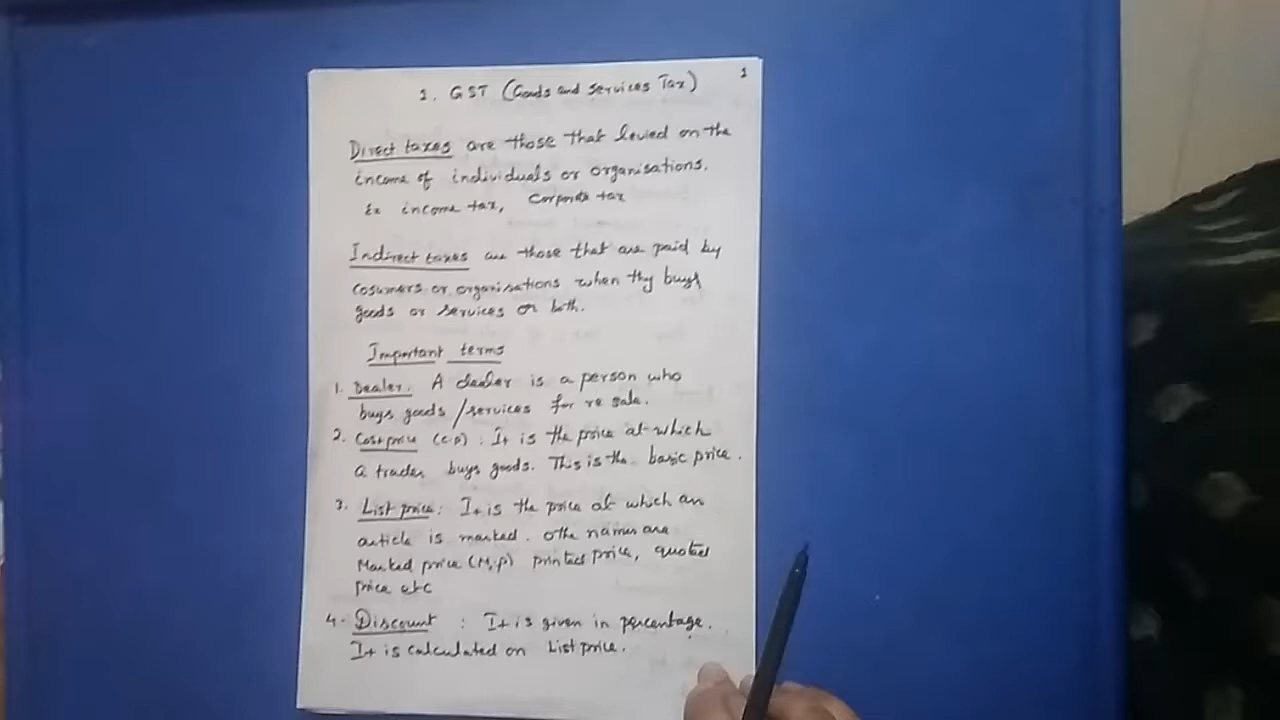 1
1. GST (Goods and Services Tax)
Direct taxes are those that levied on the
income of individuals or organisations.
Ex income tax, Corporate tax
Indirect taxes are those that are paid by
cosumers or organisations when thy buys
goods or services or both.
Important terms
1. Dealer. A dealer is a person who
buys goods /services for re sale.
2. Cost price (c.p) : It is the price at which
a trader buys goods. This is the basic price.
3. List price: It is the price at which an
article is marked. Othe names are
Marked price (M.p) printed price, quoted
price etc
4. Discount : It is given in percentage.
It is calculated on List price.